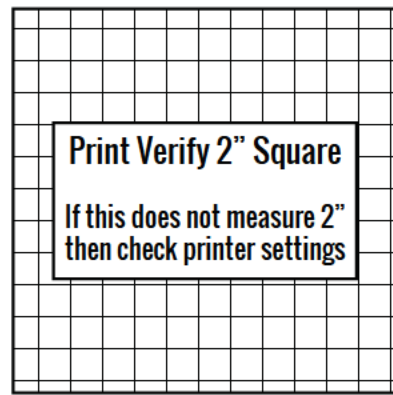 Print Verify 2” Square
If this does not measure 2”
then check printer settings